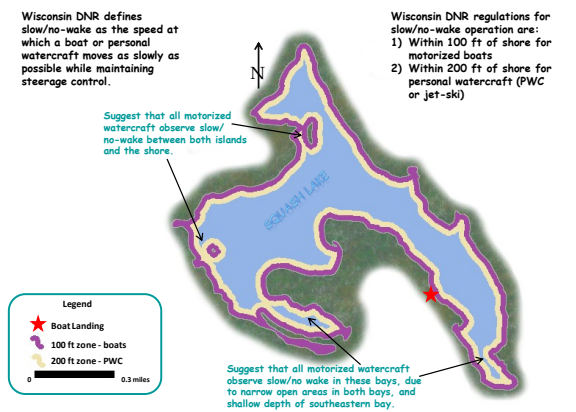 Wisconsin DNR defines
slow/no-wake as the speed at
which a boat or personal
watercraft moves as slowly as
possible while maintaining
steerage control.
Wisconsin DNR regulations for
slow/no-wake operation are:
1) Within 100 ft of shore for
motorized boats
2) Within 200 ft of shore for
personal watercraft (PWC
or jet-ski)
N
Suggest that all motorized
watercraft observe slow/
no-wake between both islands
and the shore.
SQUASH LAKE
Legend
Boat Landing
100 ft zone - boats
200 ft zone - PWC
0 0.3 miles
Suggest that all motorized watercraft
observe slow/no wake in these bays, due
to narrow open areas in both bays, and
shallow depth of southeastern bay.